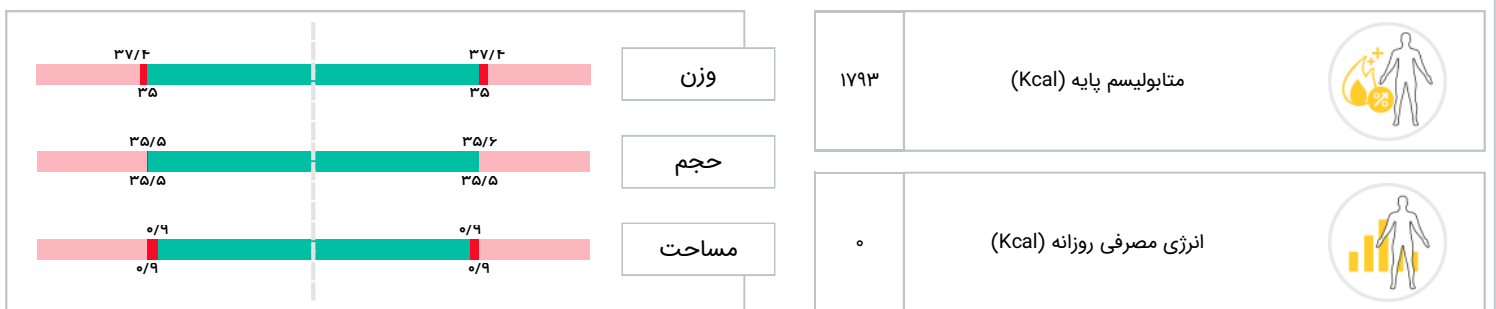 متابولیسم پایه (Kcal)
۱۷۹۳
انرژی مصرفی روزانه (Kcal)
۰
وزن
۳۷/۴
۳۷/۴
۳۵
۳۵
حجم
۳۵/۶
۳۵/۵
۳۵/۵
۳۵/۵
مساحت
۰/۹
۰/۹
۰/۹
۰/۹